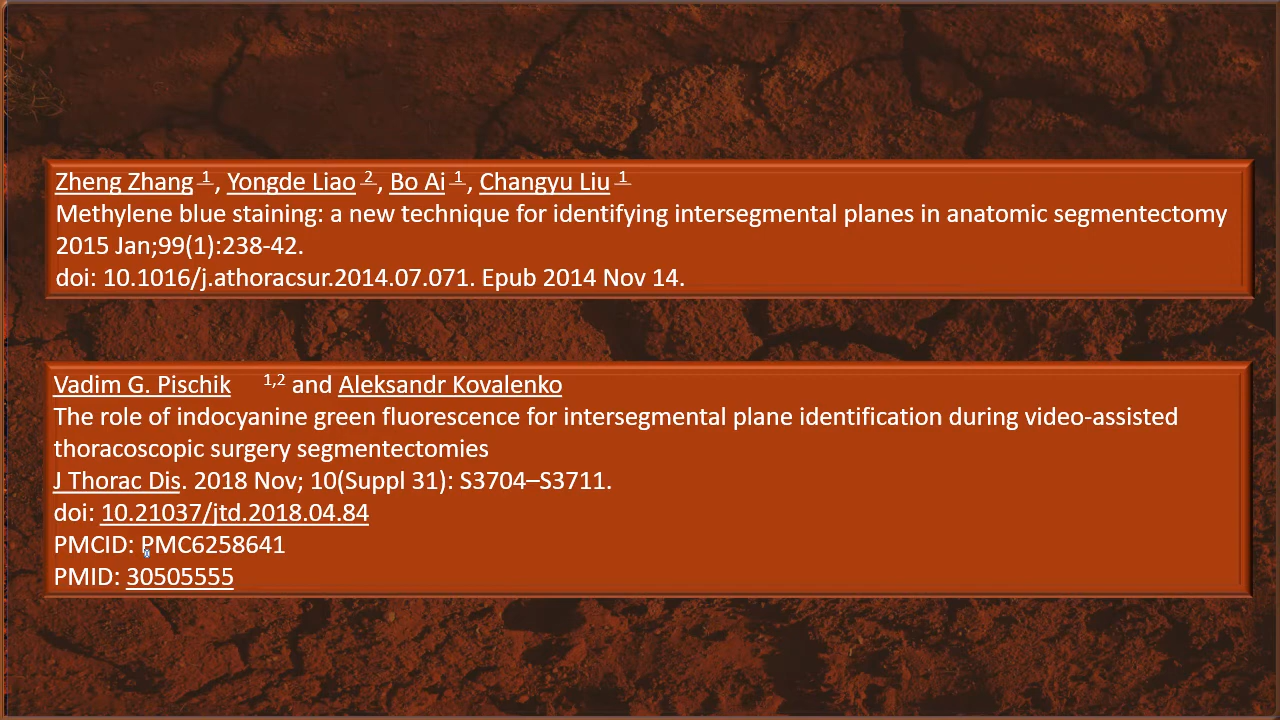 Zheng Zhang 1, Yongde Liao 2, Bo Ai 1, Changyu Liu 1
Methylene blue staining: a new technique for identifying intersegmental planes in anatomic segmentectomy
2015 Jan;99(1):238-42.
doi: 10.1016/j.athoracsur.2014.07.071. Epub 2014 Nov 14.
Vadim G. Pischik 1,2 and Aleksandr Kovalenko
The role of indocyanine green fluorescence for intersegmental plane identification during video-assisted
thoracoscopic surgery segmentectomies
J Thorac Dis. 2018 Nov; 10(Suppl 31): S3704–S3711.
doi: 10.21037/jtd.2018.04.84
PMCID: PMC6258641
PMID: 30505555